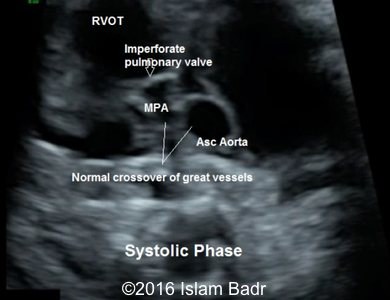 RVOT
Imperforate
pulmonary valve
MPA
Asc Aorta
Normal crossover of great vessels
Systolic Phase
©2016 Islam Badr